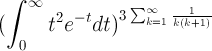 $(\int_0^\infty t^2 e^{-t} dt)^{3 \sum_{k=1}^{\infty} \frac{1}{k(k+1)}}$